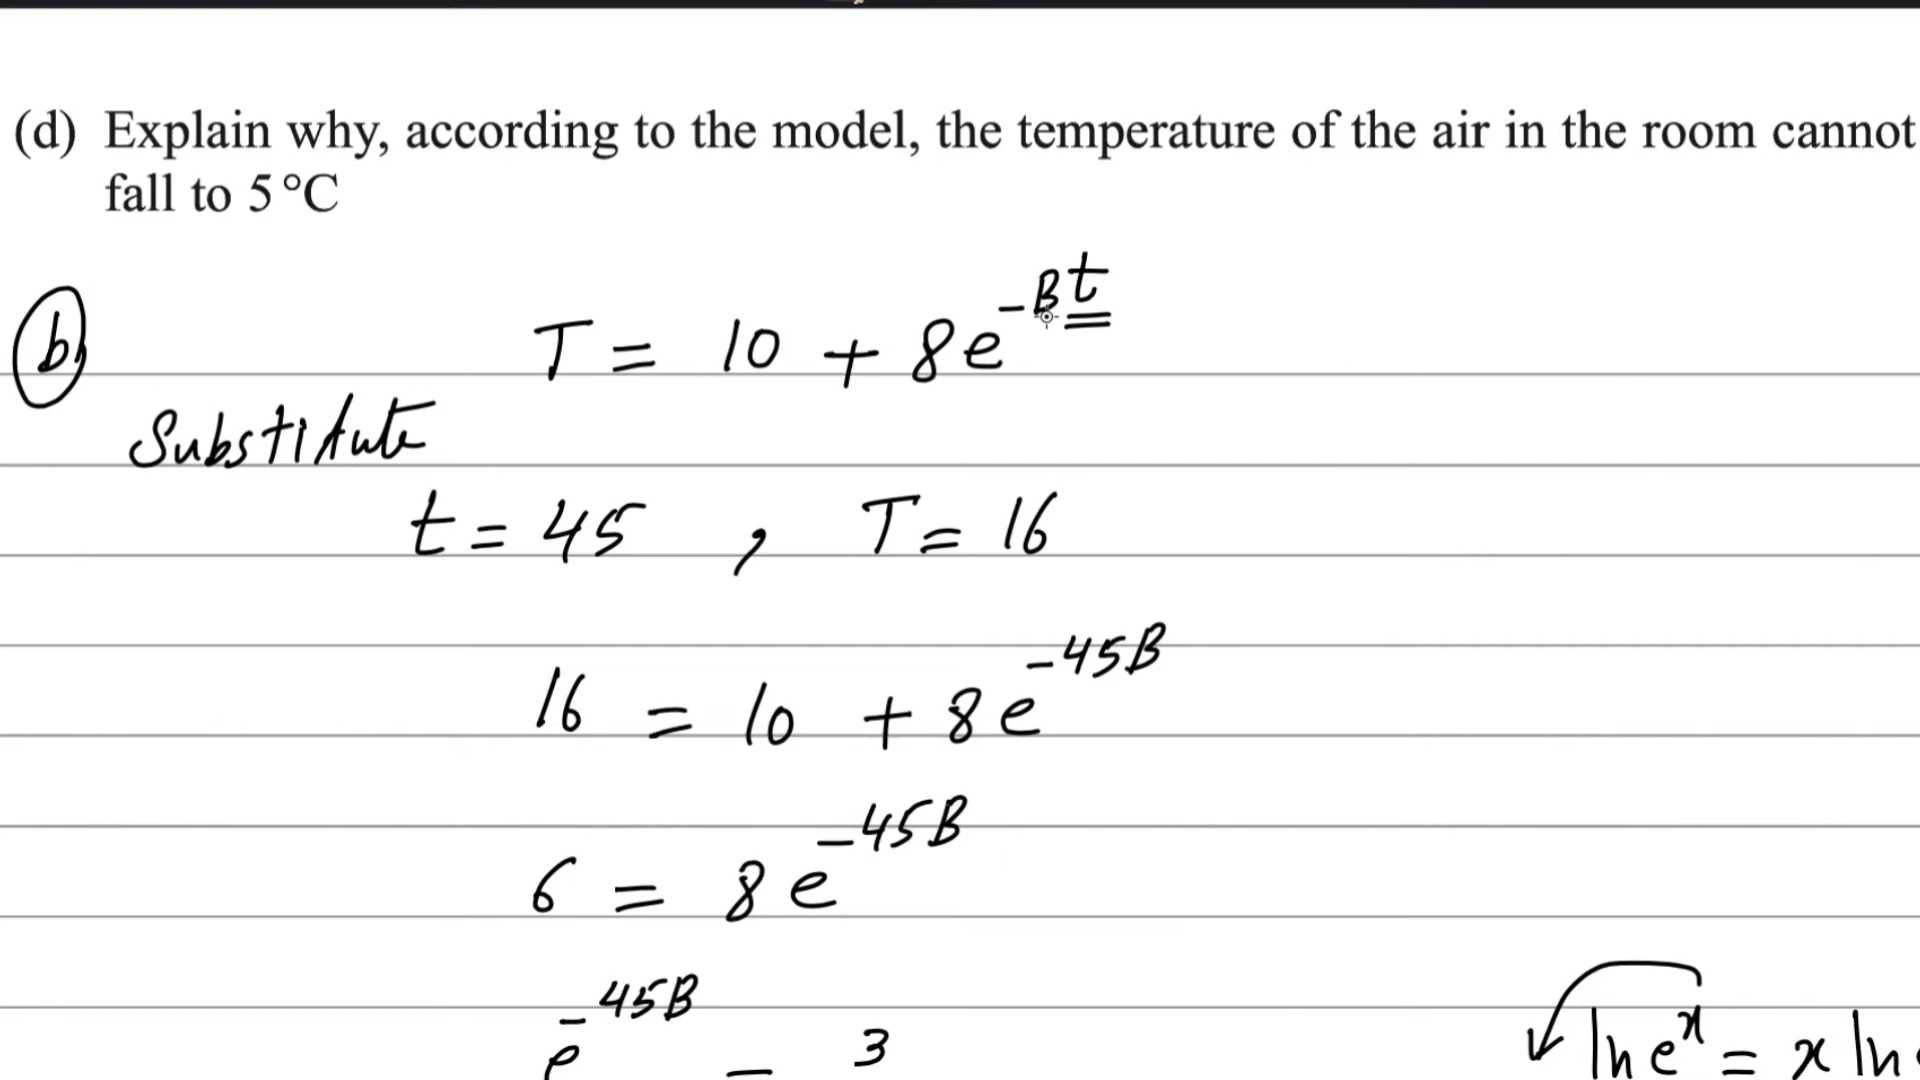 (d) Explain why, according to the model, the temperature of the air in the room cannot
fall to 5 °C
(b) T = 10 + 8e^{-Bt}
Substitute
t = 45 , T = 16
16 = 10 + 8e^{-45B}
6 = 8e^{-45B}
e^{-45B} = 3
ln e^x = x ln